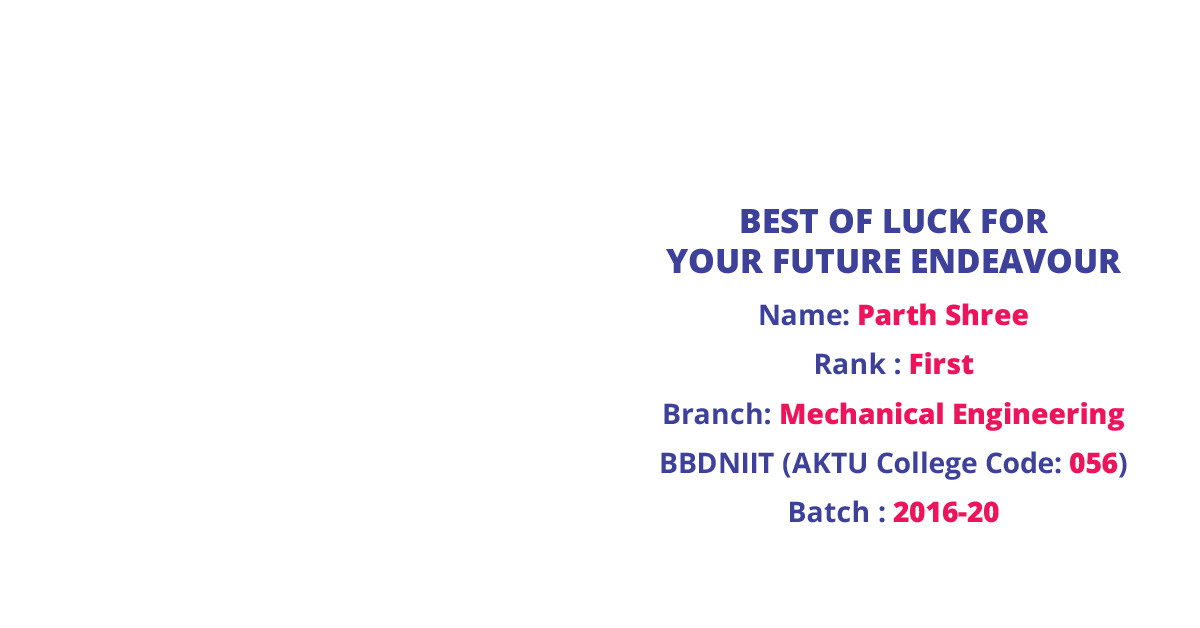 BEST OF LUCK FOR
YOUR FUTURE ENDEAVOUR
Name: Parth Shree
Rank : First
Branch: Mechanical Engineering
BBDNIIT (AKTU College Code: 056)
Batch : 2016-20